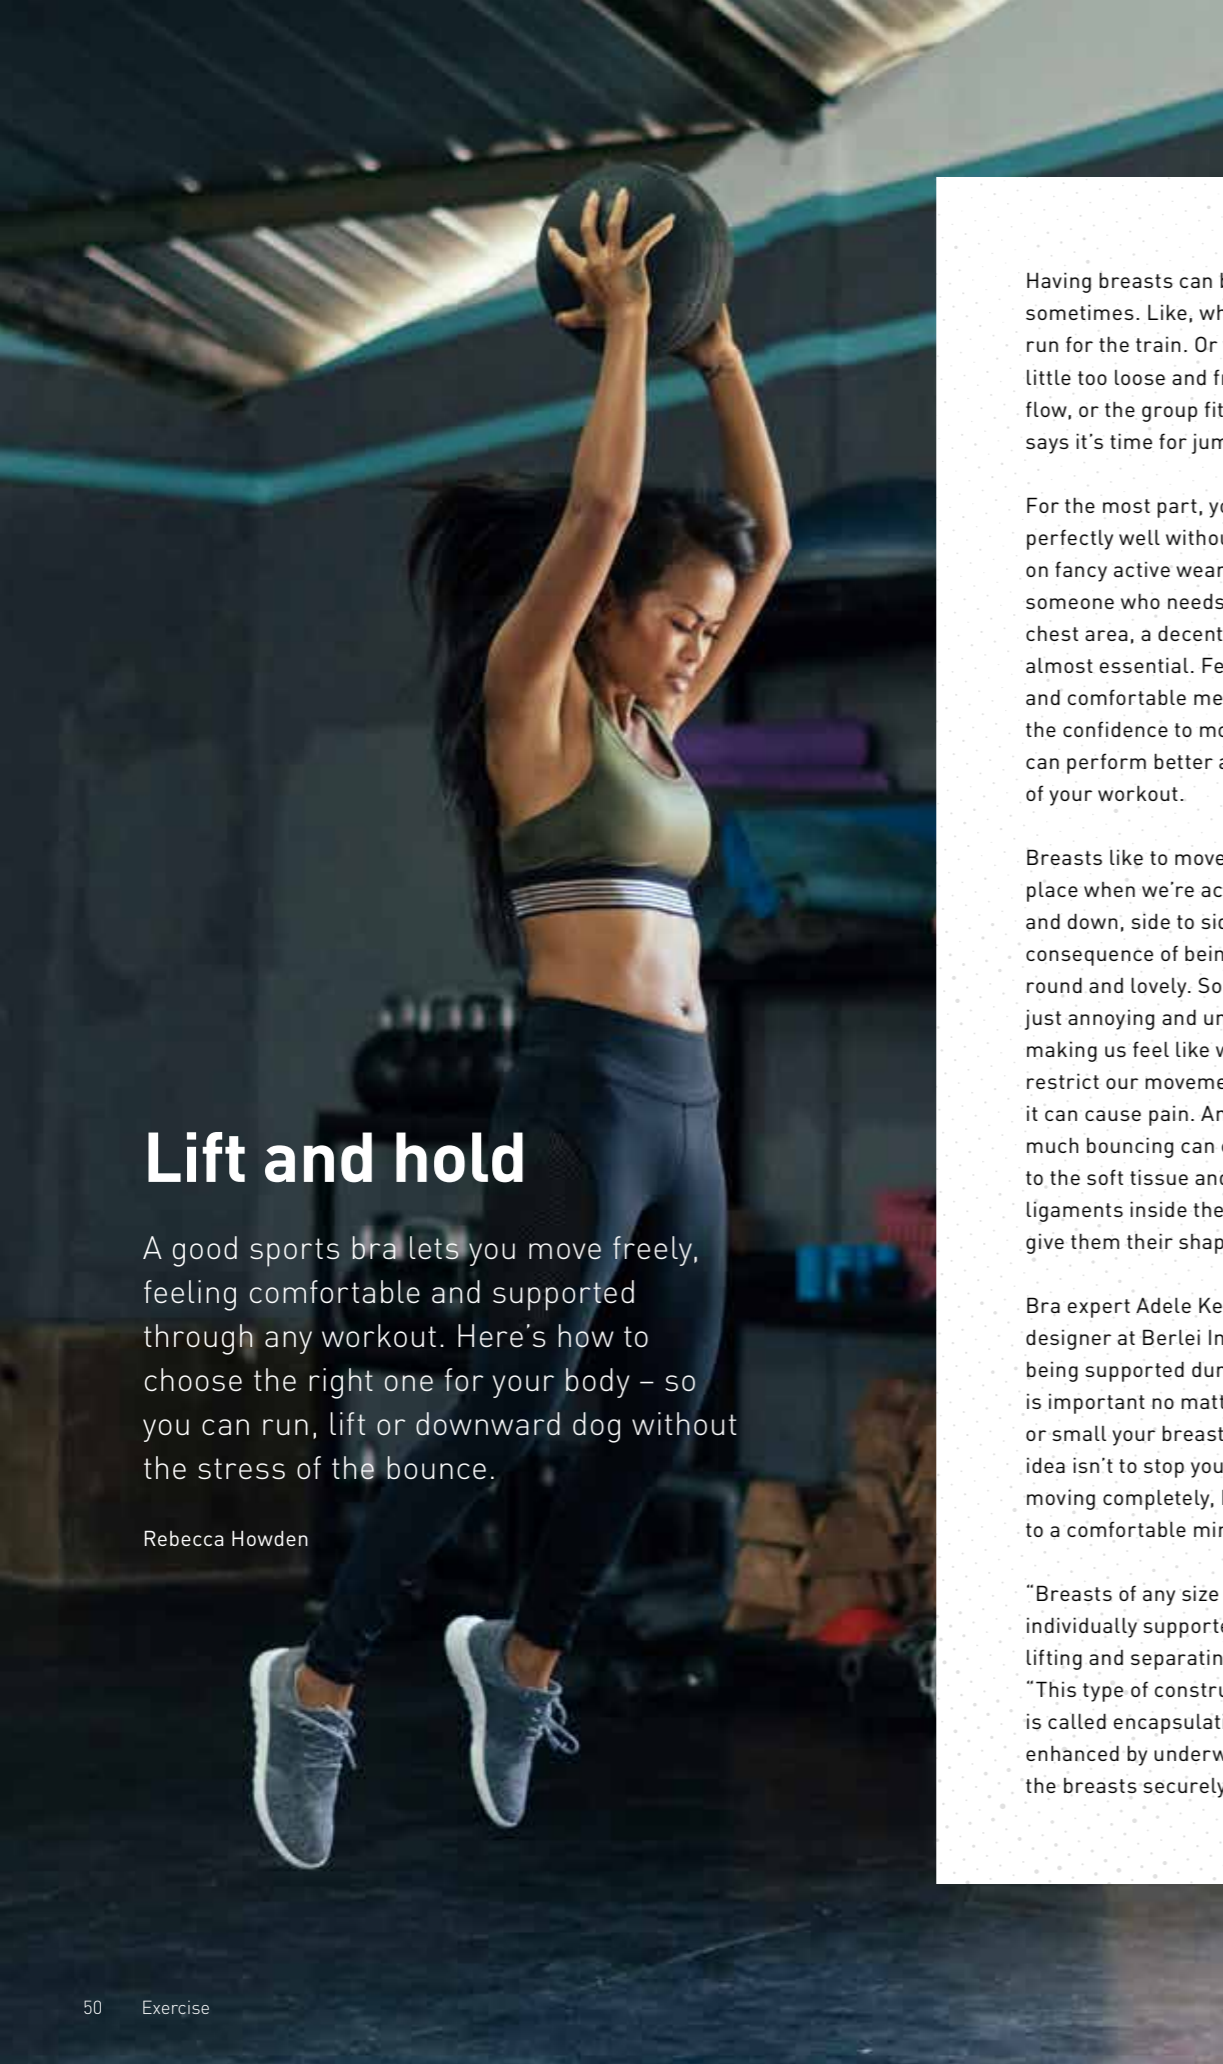 Lift and hold
A good sports bra lets you move freely,
feeling comfortable and supported
through any workout. Here's how to
choose the right one for your body – so
you can run, lift or downward dog without
the stress of the bounce.
Rebecca Howden
Having breasts can
sometimes. Like,
run for the train. Or
little too loose and
flow, or the group
says it's time for
For the most part,
perfectly well
on fancy active
someone who needs
chest area, a decent
almost essential.
and comfortable
the confidence to
can perform better
of your workout.
Breasts like to move
place when we're
and down, side to
consequence of
round and lovely. So
just annoying and
making us feel like
restrict our
it can cause pain.
much bouncing can
to the soft tissue
ligaments inside
give them their
Bra expert Adele
designer at Berlei
being supported
is important no
or small your
idea isn't to stop
moving completely,
to a comfortable
“Breasts of any size
individually
lifting and
“This type of
is called
enhanced by
the breasts securely
50 Exercise